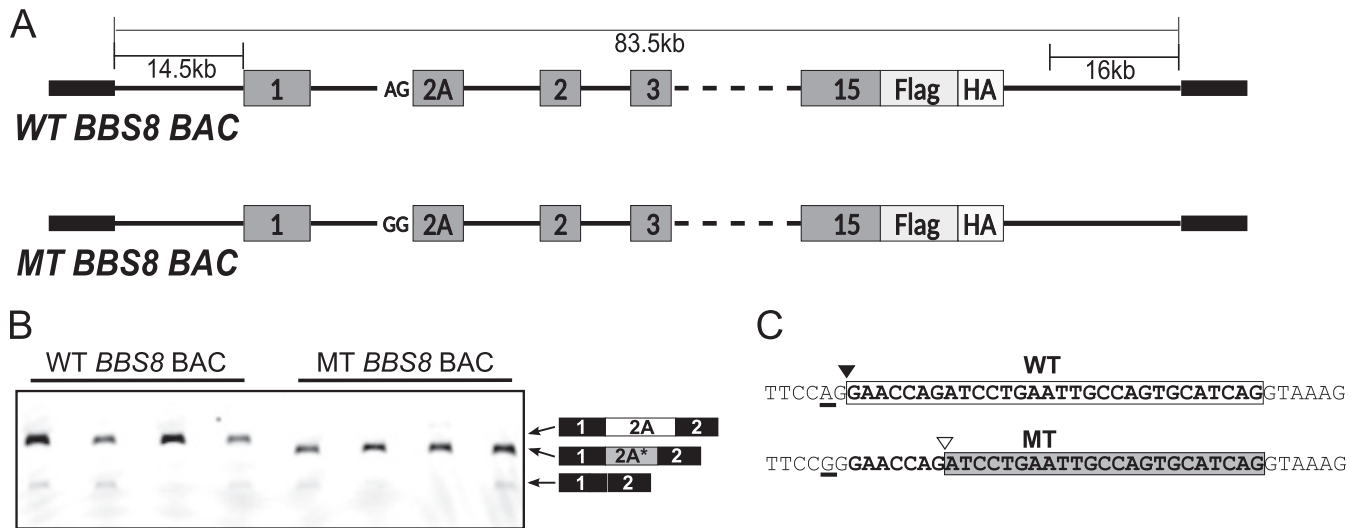 A
83.5kb
14.5kb
16kb
1 AG 2A 2 3 15 Flag HA
WT BBS8 BAC
1 GG 2A 2 3 15 Flag HA
MT BBS8 BAC
B
WT BBS8 BAC MT BBS8 BAC
1 2A 2
1 2A* 2
1 2
C
WT
TTCCAGGAACCAGATCCTGAATTGCCAGTGCATCAGGTAAAG
MT
TTCCGGGAACCAGATCCTGAATTGCCAGTGCATCAGGTAAAG